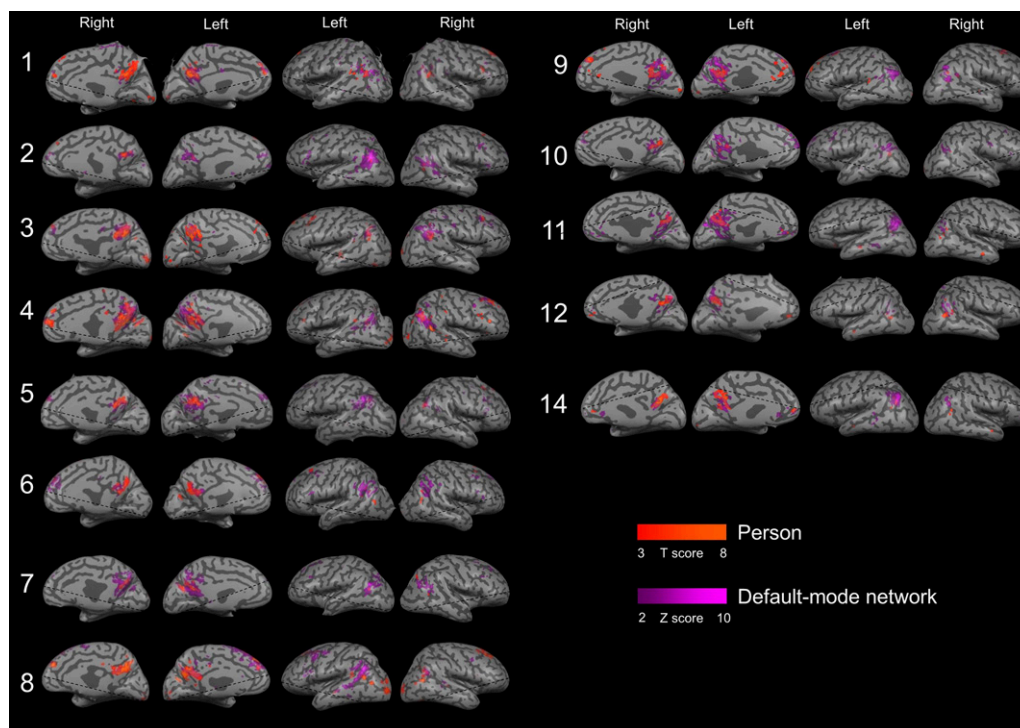 Right Left Left Right
1
2
3
4
5
6
7
8
Right Left Left Right
9
10
11
12
14
Person
3 T score 8
Default-mode network
2 Z score 10